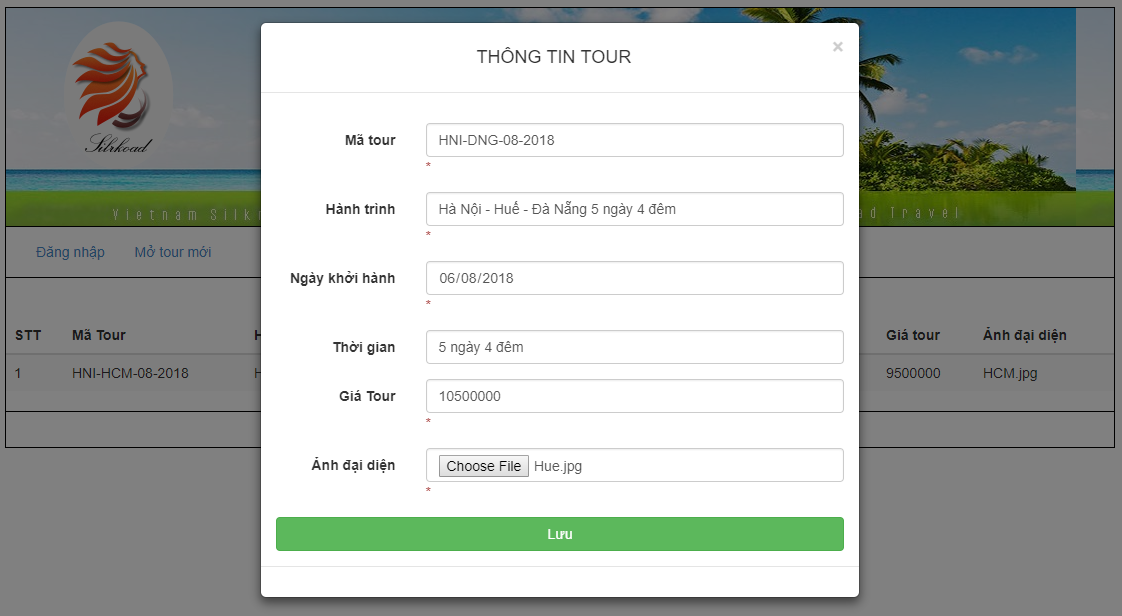 THÔNG TIN TOUR
×
Silrkoad
Vietnam Silk
ad Travel
Đăng nhập Mở tour mới
STT Mã Tour H Giá tour Ảnh đại diện
1 HNI-HCM-08-2018 H 9500000 HCM.jpg
Mã tour HNI-DNG-08-2018
*
Hành trình Hà Nội - Huế - Đà Nẵng 5 ngày 4 đêm
*
Ngày khởi hành 06/08/2018
*
Thời gian 5 ngày 4 đêm
Giá Tour 10500000
*
Ảnh đại diện Choose File Hue.jpg
*
Lưu